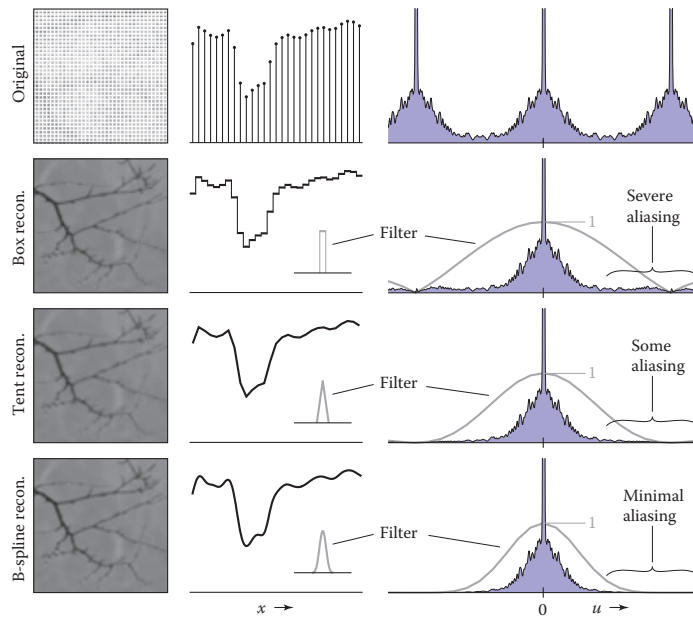 Original
Box recon.
Filter
1
Severe
aliasing
Tent recon.
Filter
1
Some
aliasing
B-spline recon.
Filter
1
Minimal
aliasing
x →
0
u →